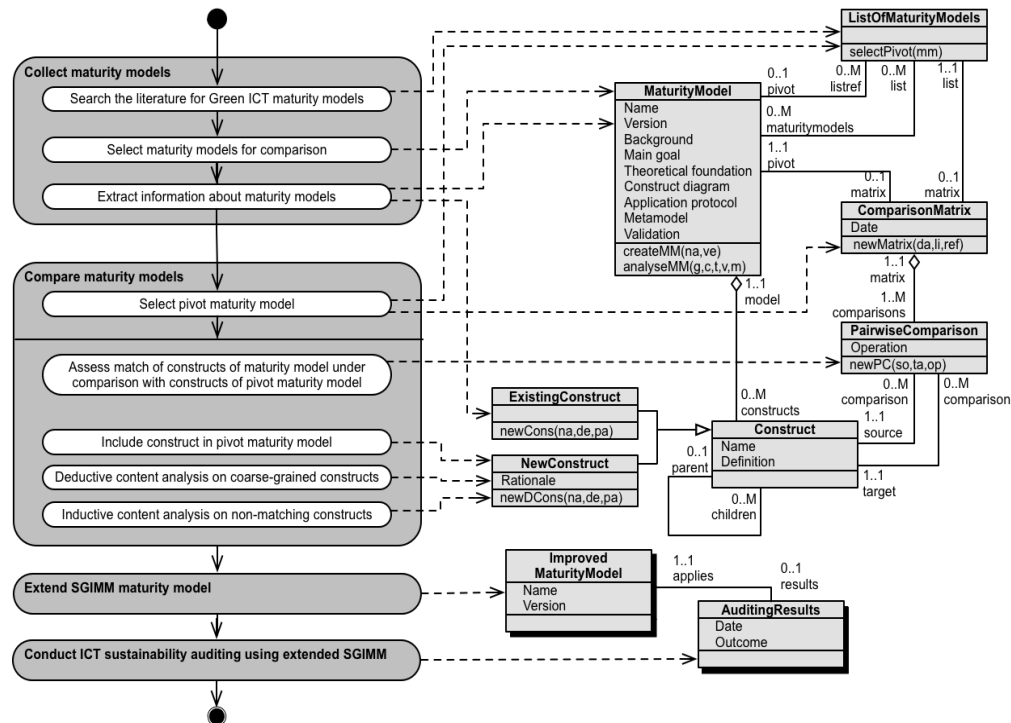 Collect maturity models
Search the literature for Green ICT maturity models
Select maturity models for comparison
Extract information about maturity models
Compare maturity models
Select pivot maturity model
Assess match of constructs of maturity model under
comparison with constructs of pivot maturity model
Include construct in pivot maturity model
Deductive content analysis on coarse-grained constructs
Inductive content analysis on non-matching constructs
Extend SGIMM maturity model
Conduct ICT sustainability auditing using extended SGIMM
ListOfMaturityModels
selectPivot(mm)
0..1
pivot
0..M
listref
0..M
list
1..1
list
MaturityModel
Name
Version
Background
Main goal
Theoretical foundation
Construct diagram
Application protocol
Metamodel
Validation
createMM(na,ve)
analyseMM(g,c,t,v,m)
0..M
maturitymodels
1..1
pivot
0..1
matrix
0..1
matrix
ComparisonMatrix
Date
newMatrix(da,li,ref)
1..1
matrix
1..M
comparisons
1..1
model
PairwiseComparison
Operation
newPC(so,ta,op)
0..M
comparison
0..M
comparison
1..1
source
1..1
target
0..M
constructs
ExistingConstruct
newCons(na,de,pa)
NewConstruct
Rationale
newDCons(na,de,pa)
Construct
Name
Definition
0..1
parent
0..M
children
Improved
MaturityModel
Name
Version
1..1
applies
0..1
results
AuditingResults
Date
Outcome